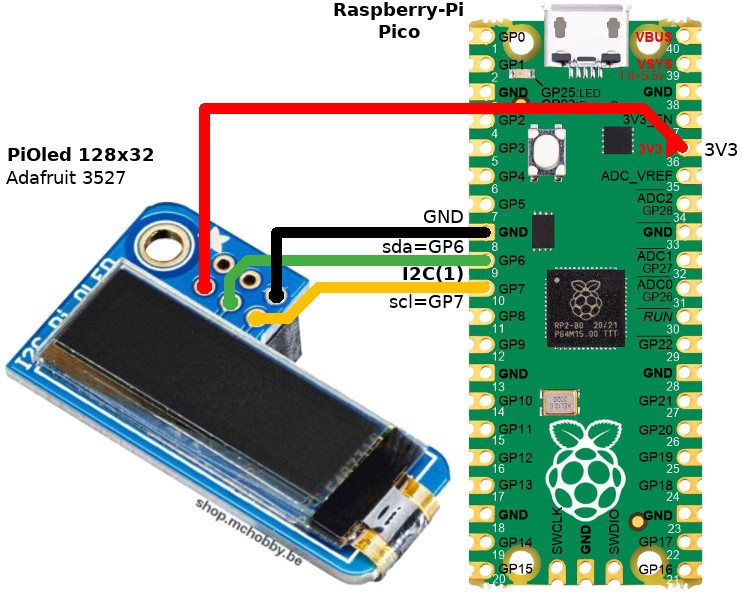 Raspberry-Pi
Pico
PiOled 128x32
Adafruit 3527
I2C Pi OLED
shop.mchobby.be
GND
sda=GP6
I2C(1)
scl=GP7
3V3
GP0
1
GP1
2
GND
GP2
4
GP3
5
GP4
6
GP5
7
GND
8
GP6
9
GP7
10
GP8
11
GP9
12
GND
13
GP10
14
GP11
15
GP12
16
GP13
17
GND
18
GP14
19
GP15
20
GP25:LED
VBUS
40
VSYS
39
1.8>5.5v
GND
38
3V3_EN
3V3
36
ADC_VREF
35
ADC2
GP28
34
GND
33
ADC1
GP27
32
ADC0
GP26
31
RUN
30
GP22
29
GND
28
GP21
27
GP20
26
GP19
25
GP18
24
GND
23
GP17
22
GP16
21
RP2-B0 20/21
P64M15.00 TTT
SWCLK
GND
SWDIO